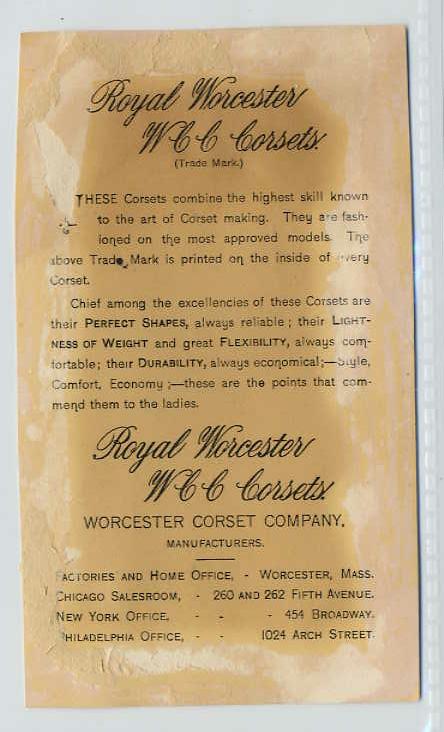 Royal Worcester
WCC Corsets.
(Trade Mark.)
THESE Corsets combine the highest skill known
to the art of Corset making. They are fash-
ioned on the most approved models. The
above Trade Mark is printed on the inside of every
Corset.
Chief among the excellencies of these Corsets are
their PERFECT SHAPES, always reliable; their LIGHT-
NESS OF WEIGHT and great FLEXIBILITY, always com-
fortable; their DURABILITY, always economical;—Style,
Comfort, Economy;—these are the points that com-
mend them to the ladies.
Royal Worcester
WCC Corsets.
WORCESTER CORSET COMPANY.
MANUFACTURERS.
FACTORIES AND HOME OFFICE, - WORCESTER, MASS.
CHICAGO SALESROOM, - 260 AND 262 FIFTH AVENUE.
NEW YORK OFFICE, - - - 454 BROADWAY.
PHILADELPHIA OFFICE, - - 1024 ARCH STREET.